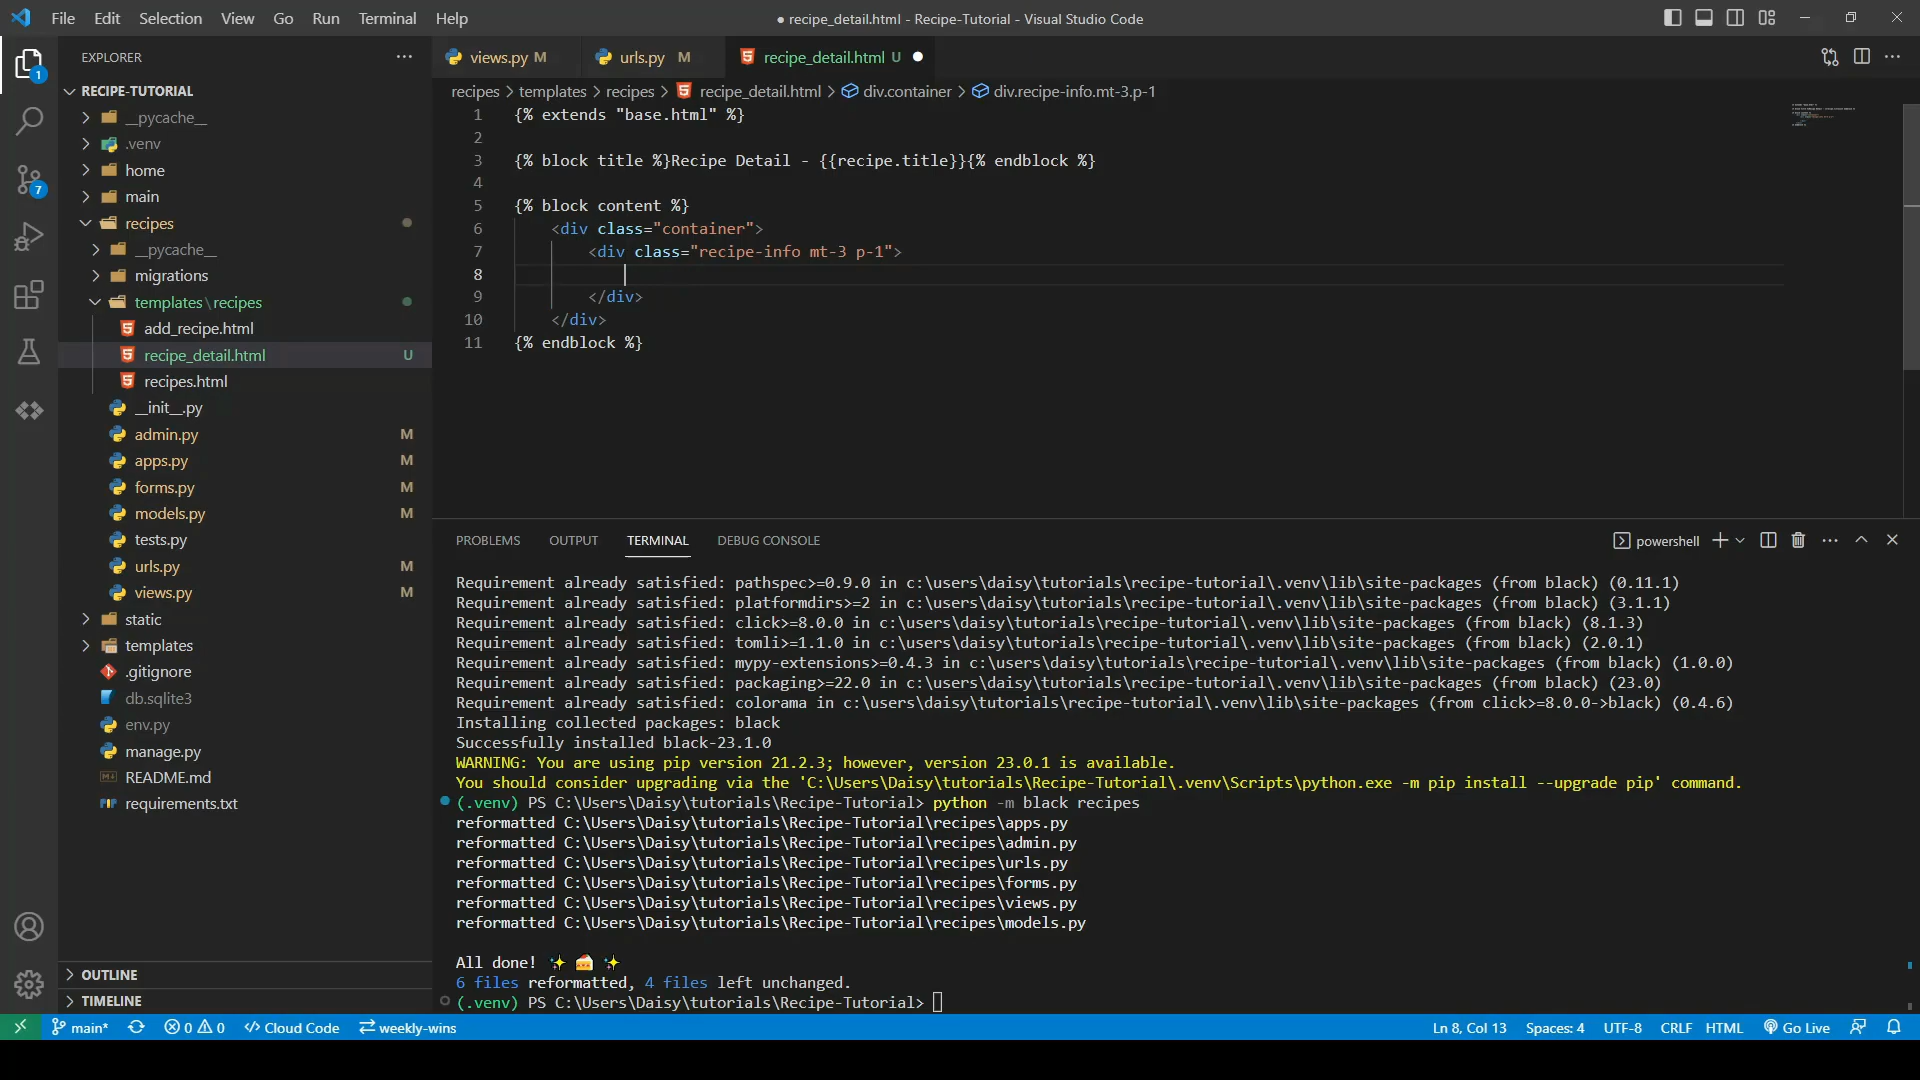 File Edit Selection View Go Run Terminal Help
● recipe_detail.html - Recipe-Tutorial - Visual Studio Code
EXPLORER
RECIPE-TUTORIAL
__pycache__
.venv
home
main
recipes
__pycache__
migrations
templates\recipes
add_recipe.html
recipe_detail.html U
recipes.html
__init__.py
admin.py M
apps.py M
forms.py M
models.py M
tests.py
urls.py M
views.py M
static
templates
.gitignore
db.sqlite3
env.py
manage.py
README.md
requirements.txt
OUTLINE
TIMELINE
1
7
views.py M urls.py M recipe_detail.html U
recipes > templates > recipes > recipe_detail.html > div.container > div.recipe-info.mt-3.p-1
1 {% extends "base.html" %}
2
3 {% block title %}Recipe Detail - {{recipe.title}}{% endblock %}
4
5 {% block content %}
6 <div class="container">
7 <div class="recipe-info mt-3 p-1">
8
9 </div>
10 </div>
11 {% endblock %}
PROBLEMS OUTPUT TERMINAL DEBUG CONSOLE
powershell
Requirement already satisfied: pathspec>=0.9.0 in c:\users\daisy\tutorials\recipe-tutorial\.venv\lib\site-packages (from black) (0.11.1)
Requirement already satisfied: platformdirs>=2 in c:\users\daisy\tutorials\recipe-tutorial\.venv\lib\site-packages (from black) (3.1.1)
Requirement already satisfied: click>=8.0.0 in c:\users\daisy\tutorials\recipe-tutorial\.venv\lib\site-packages (from black) (8.1.3)
Requirement already satisfied: tomli>=1.1.0 in c:\users\daisy\tutorials\recipe-tutorial\.venv\lib\site-packages (from black) (2.0.1)
Requirement already satisfied: mypy-extensions>=0.4.3 in c:\users\daisy\tutorials\recipe-tutorial\.venv\lib\site-packages (from black) (1.0.0)
Requirement already satisfied: packaging>=22.0 in c:\users\daisy\tutorials\recipe-tutorial\.venv\lib\site-packages (from black) (23.0)
Requirement already satisfied: colorama in c:\users\daisy\tutorials\recipe-tutorial\.venv\lib\site-packages (from click>=8.0.0->black) (0.4.6)
Installing collected packages: black
Successfully installed black-23.1.0
WARNING: You are using pip version 21.2.3; however, version 23.0.1 is available.
You should consider upgrading via the 'C:\Users\Daisy\tutorials\Recipe-Tutorial\.venv\Scripts\python.exe -m pip install --upgrade pip' command.
(.venv) PS C:\Users\Daisy\tutorials\Recipe-Tutorial> python -m black recipes
reformatted C:\Users\Daisy\tutorials\Recipe-Tutorial\recipes\apps.py
reformatted C:\Users\Daisy\tutorials\Recipe-Tutorial\recipes\admin.py
reformatted C:\Users\Daisy\tutorials\Recipe-Tutorial\recipes\urls.py
reformatted C:\Users\Daisy\tutorials\Recipe-Tutorial\recipes\forms.py
reformatted C:\Users\Daisy\tutorials\Recipe-Tutorial\recipes\views.py
reformatted C:\Users\Daisy\tutorials\Recipe-Tutorial\recipes\models.py
All done! ✨ 🍰 ✨
6 files reformatted, 4 files left unchanged.
(.venv) PS C:\Users\Daisy\tutorials\Recipe-Tutorial>
main* 0 0 Cloud Code weekly-wins Ln 8, Col 13 Spaces: 4 UTF-8 CRLF HTML Go Live